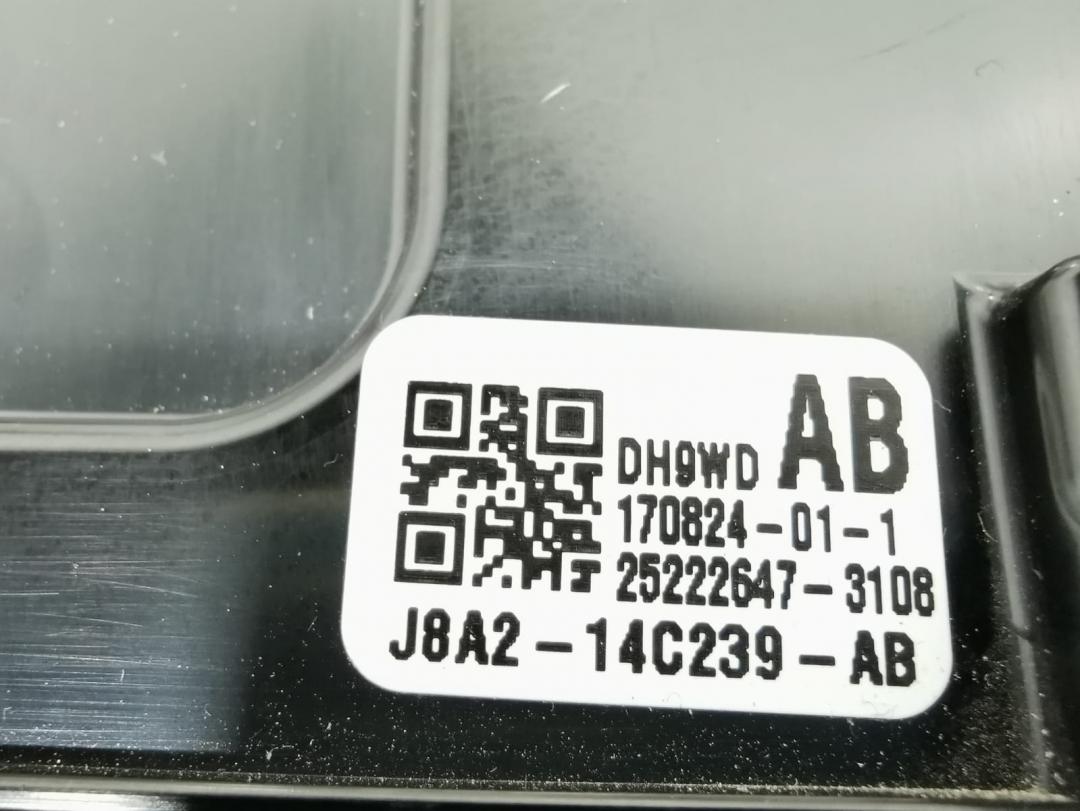 AB
DH9WD
170824-01-1
25222647-3108
J8A2-14C239-AB